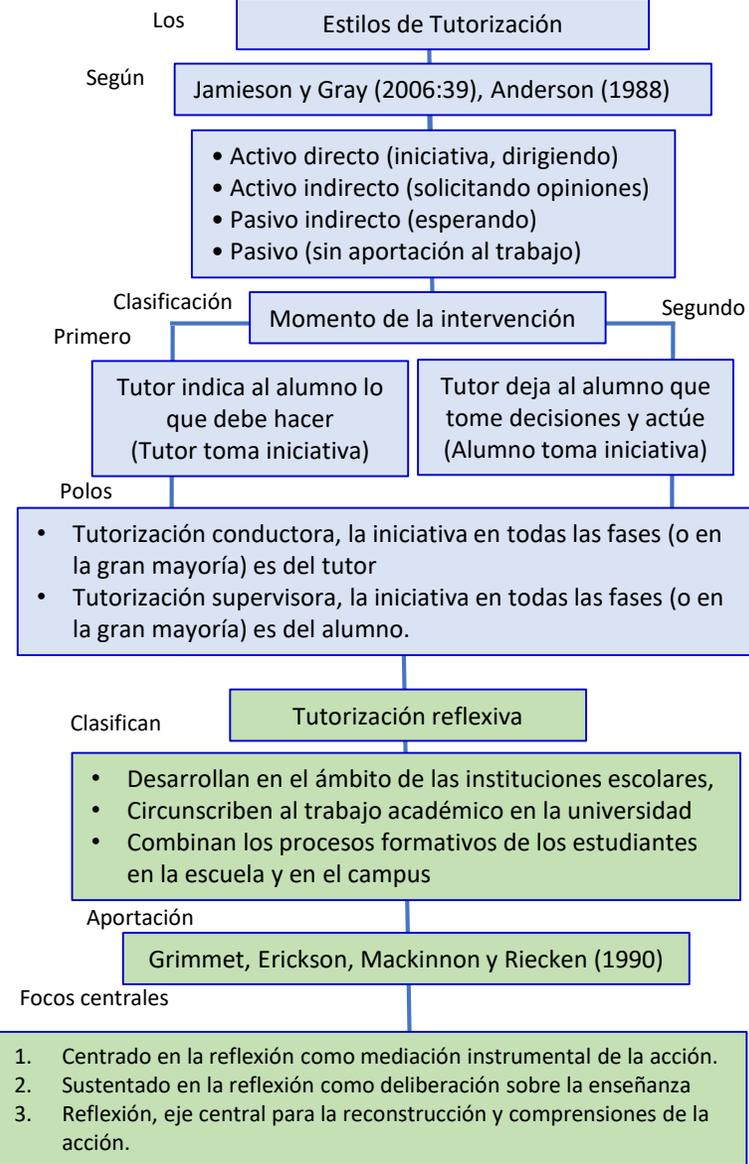 Los
Estilos de Tutorización
Según
Jamieson y Gray (2006:39), Anderson (1988)
• Activo directo (iniciativa, dirigiendo)
• Activo indirecto (solicitando opiniones)
• Pasivo indirecto (esperando)
• Pasivo (sin aportación al trabajo)
Clasificación
Momento de la intervención
Segundo
Primero
Tutor indica al alumno lo
que debe hacer
(Tutor toma iniciativa)
Tutor deja al alumno que
tome decisiones y actúe
(Alumno toma iniciativa)
Polos
• Tutorización conductora, la iniciativa en todas las fases (o en
la gran mayoría) es del tutor
• Tutorización supervisora, la iniciativa en todas las fases (o en
la gran mayoría) es del alumno.
Tutorización reflexiva
Clasifican
• Desarrollan en el ámbito de las instituciones escolares,
• Circunscriben al trabajo académico en la universidad
• Combinan los procesos formativos de los estudiantes
en la escuela y en el campus
Aportación
Grimmet, Erickson, Mackinnon y Riecken (1990)
Focos centrales
1. Centrado en la reflexión como mediación instrumental de la acción.
2. Sustentado en la reflexión como deliberación sobre la enseñanza
3. Reflexión, eje central para la reconstrucción y comprensiones de la
acción.